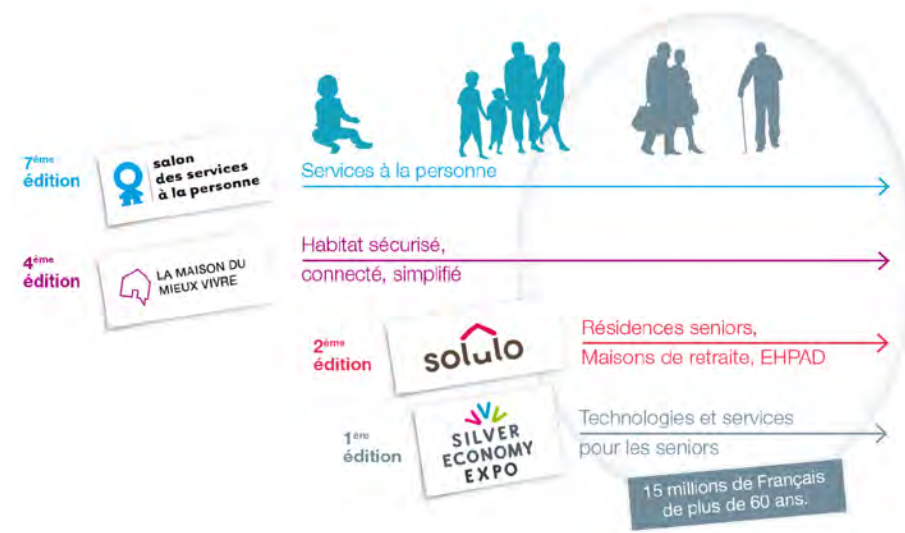 7ème
édition
salon
des services
à la personne
Services à la personne
4ème
édition
LA MAISON DU
MIEUX VIVRE
Habitat sécurisé,
connecté, simplifié
2ème
édition
solulo
Résidences seniors,
Maisons de retraite, EHPAD
1ère
édition
SILVER
ECONOMY
EXPO
Technologies et services
pour les seniors
15 millions de Français
de plus de 60 ans.